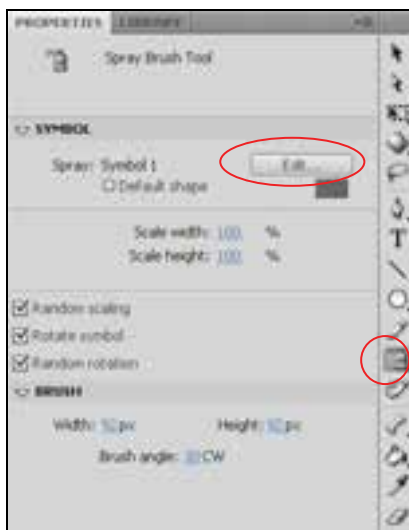 PROPERTIES LIBRARY
Spray Brush Tool
SYMBOL
Spray: Symbol 1 Edit...
Default shape
Scale width: 100 %
Scale height: 100 %
Random scaling
Rotate symbol
Random rotation
BRUSH
Width: px Height: px
Brush angle: CW
T